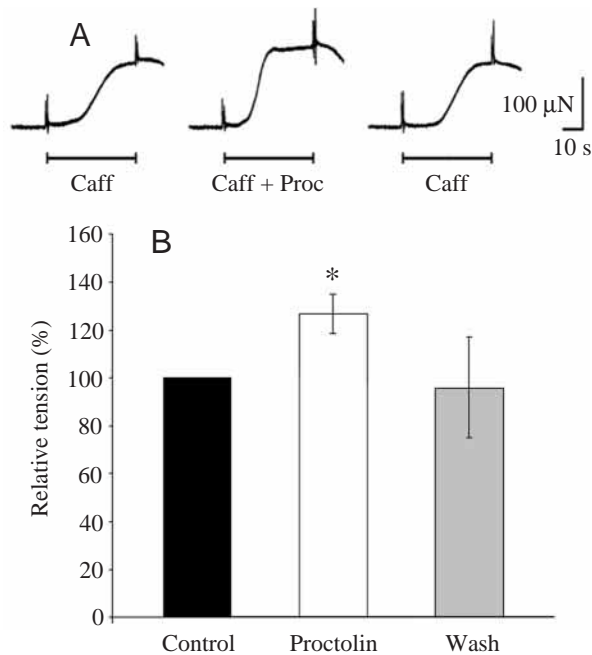 A
100 μN
10 s
Caff
Caff + Proc
Caff
B
160
140
120
100
80
60
40
20
0
Relative tension (%)
*
Control
Proctolin
Wash